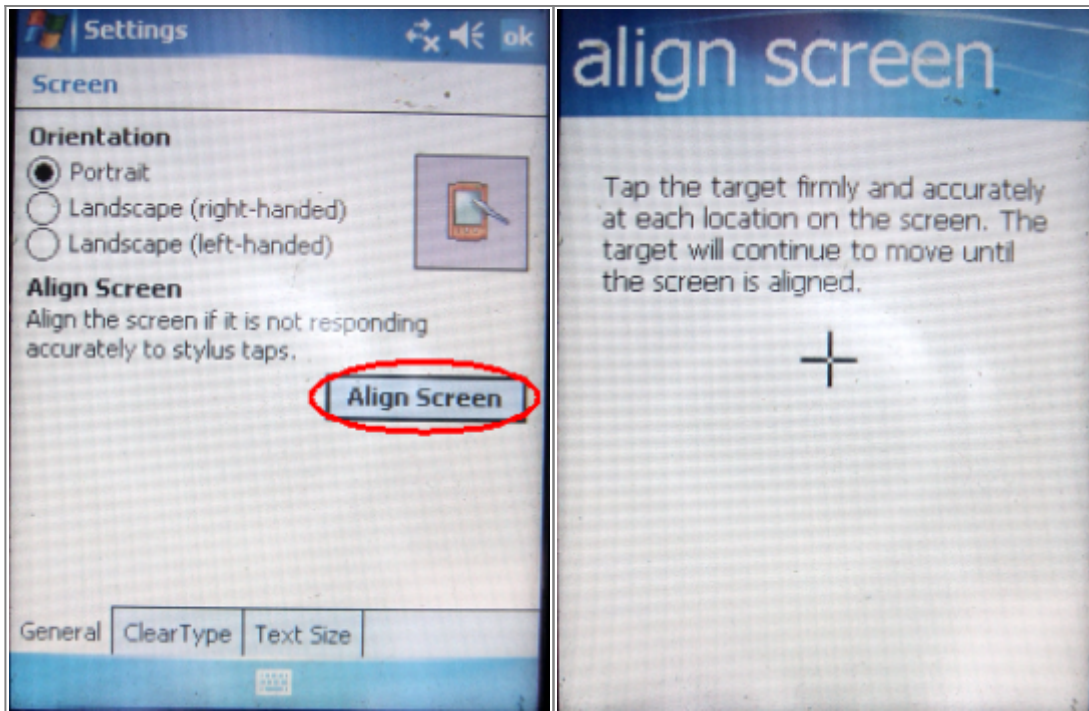 Settings
ok
Screen
Orientation
Portrait
Landscape (right-handed)
Landscape (left-handed)
Align Screen
Align the screen if it is not responding
accurately to stylus taps.
Align Screen
General
ClearType
Text Size
align screen
Tap the target firmly and accurately
at each location on the screen. The
target will continue to move until
the screen is aligned.